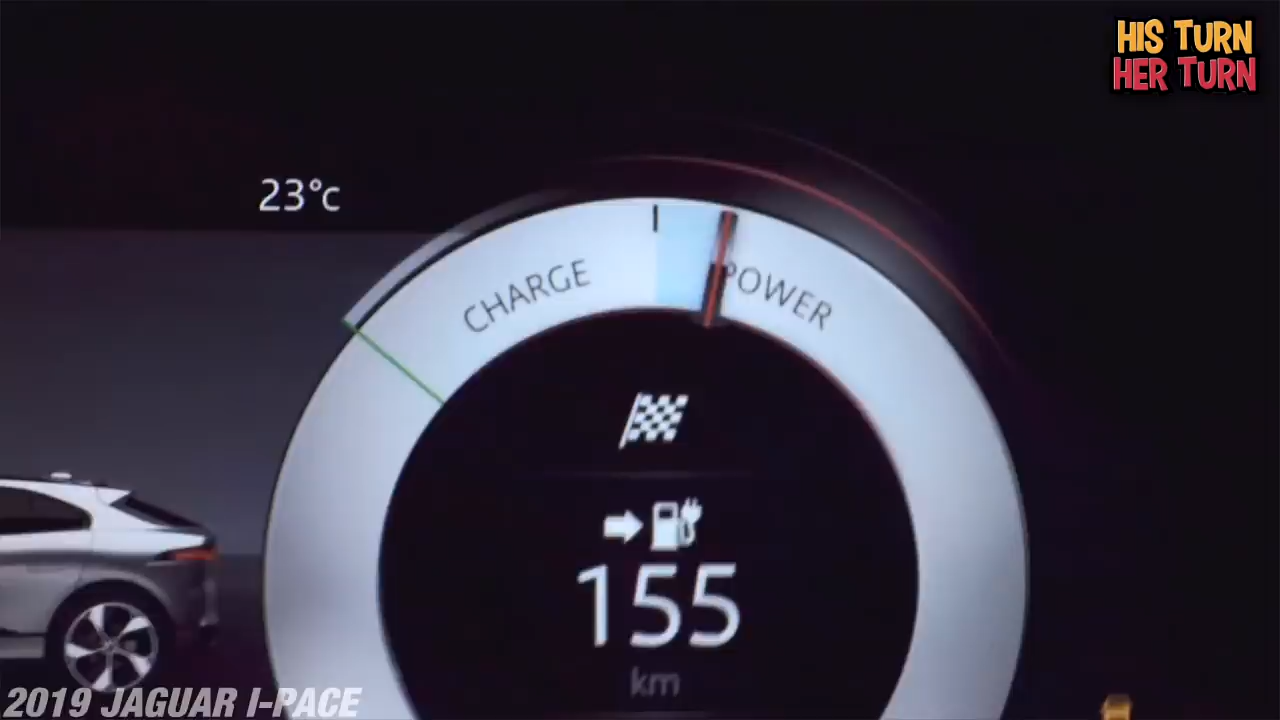 HIS TURN
HER TURN
23°c
CHARGE
POWER
155
km
2019 JAGUAR I-PACE